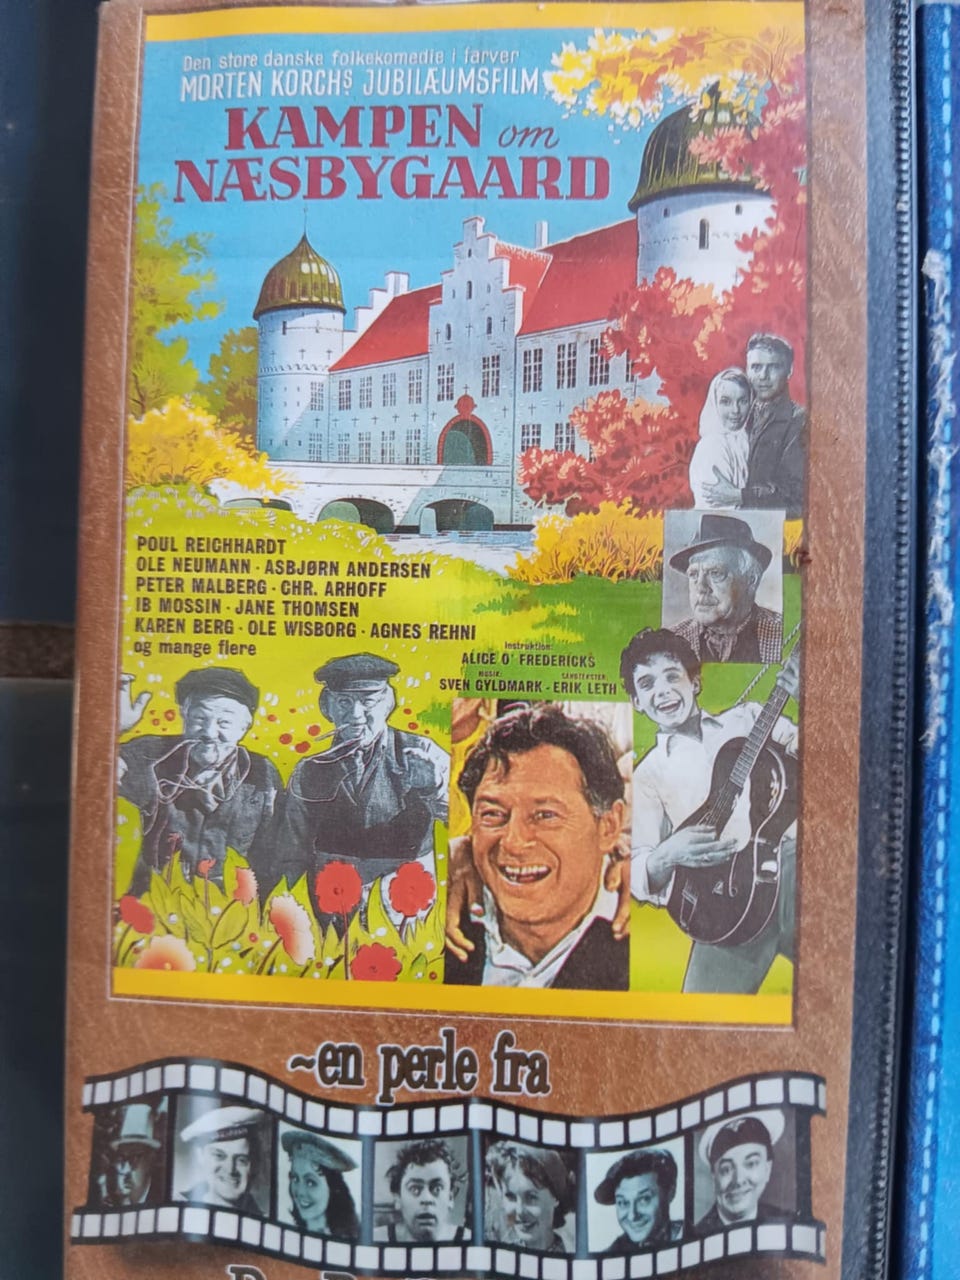 Den store danske folkekomedie i farver
MORTEN KORCHs JUBILÆUMSFILM
KAMPEN om
NÆSBYGAARD
POUL REICHHARDT
OLE NEUMANN · ASBJØRN ANDERSEN
PETER MALBERG · CHR. ARHOFF
IB MOSSIN · JANE THOMSEN
KAREN BERG · OLE WISBORG · AGNES REHNI
og mange flere
Instruktion:
ALICE O' FREDERICKS
MUSIK: SANGTEKSTER:
SVEN GYLDMARK - ERIK LETH
~en perle fra